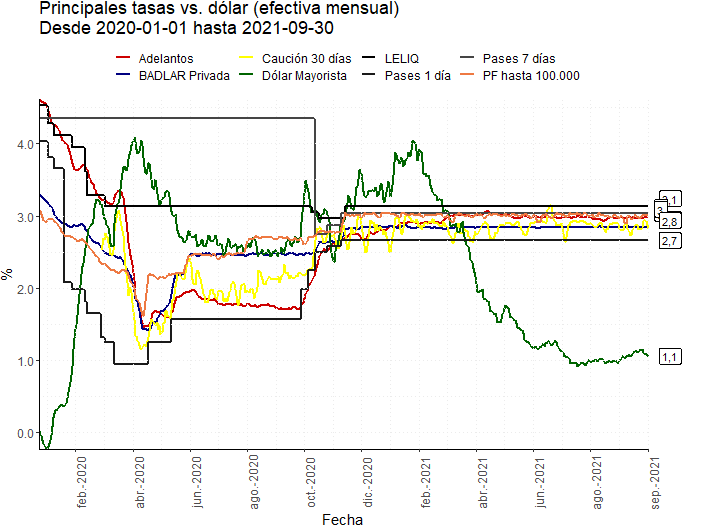 Principales tasas vs. dólar (efectiva mensual)
Desde 2020-01-01 hasta 2021-09-30
Adelantos Caución 30 días LELIQ Pases 7 días
BADLAR Privada Dólar Mayorista Pases 1 día PF hasta 100.000
4.0
3.0
2.0
1.0
0.0
%
3,1
2,8
2,7
1,1
feb.-2020 abr.-2020 jun.-2020 ago.-2020 oct.-2020 dic.-2020 feb.-2021 abr.-2021 jun.-2021 ago.-2021 sep.-2021
Fecha